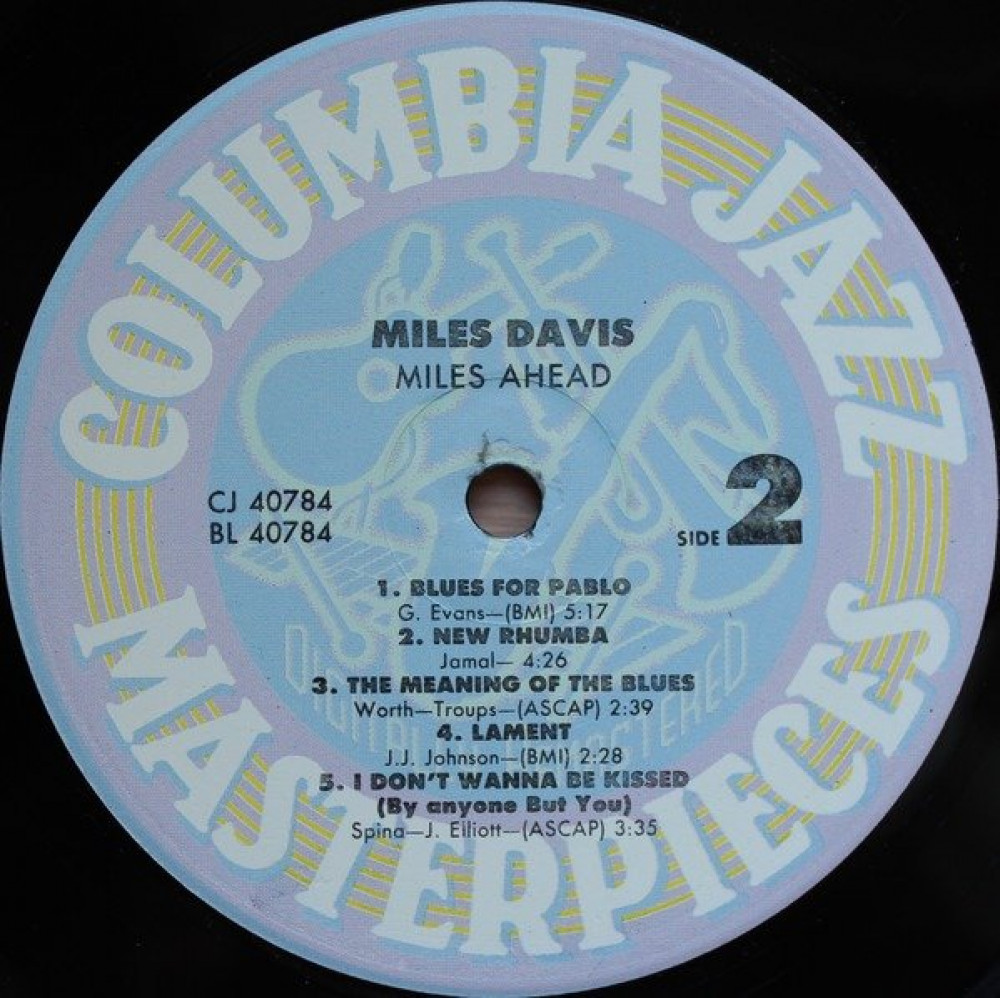 COLUMBIA JAZZ
MILES DAVIS
MILES AHEAD
CJ 40784
BL 40784
SIDE 2
1. BLUES FOR PABLO
G. Evans—(BMI) 5:17
2. NEW RHUMBA
Jamal— 4:26
3. THE MEANING OF THE BLUES
Worth—Troups—(ASCAP) 2:39
4. LAMENT
J.J. Johnson—(BMI) 2:28
5. I DON'T WANNA BE KISSED
(By anyone But You)
Spina—J. Elliott—(ASCAP) 3:35
MASTERPIECES